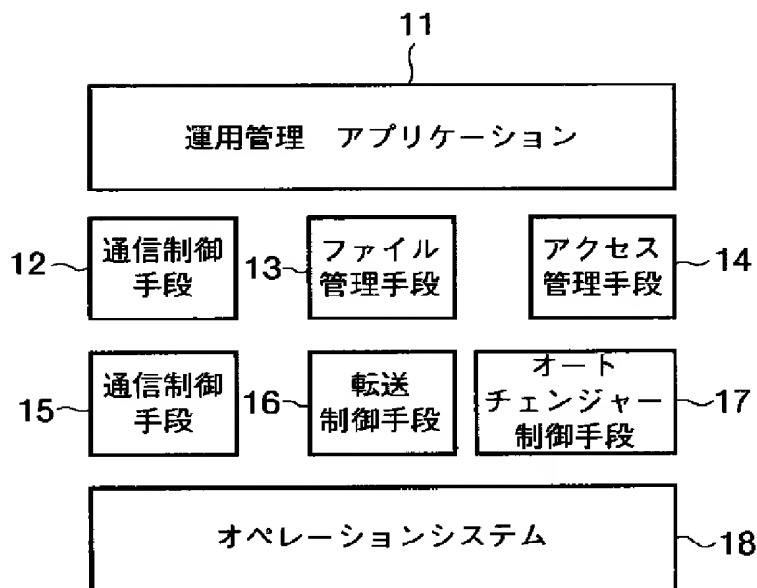 11
運用管理　アプリケーション
12
通信制御
手段
13
ファイル
管理手段
アクセス
管理手段
14
15
通信制御
手段
16
転送
制御手段
オート
チェンジャー
制御手段
17
オペレーションシステム
18